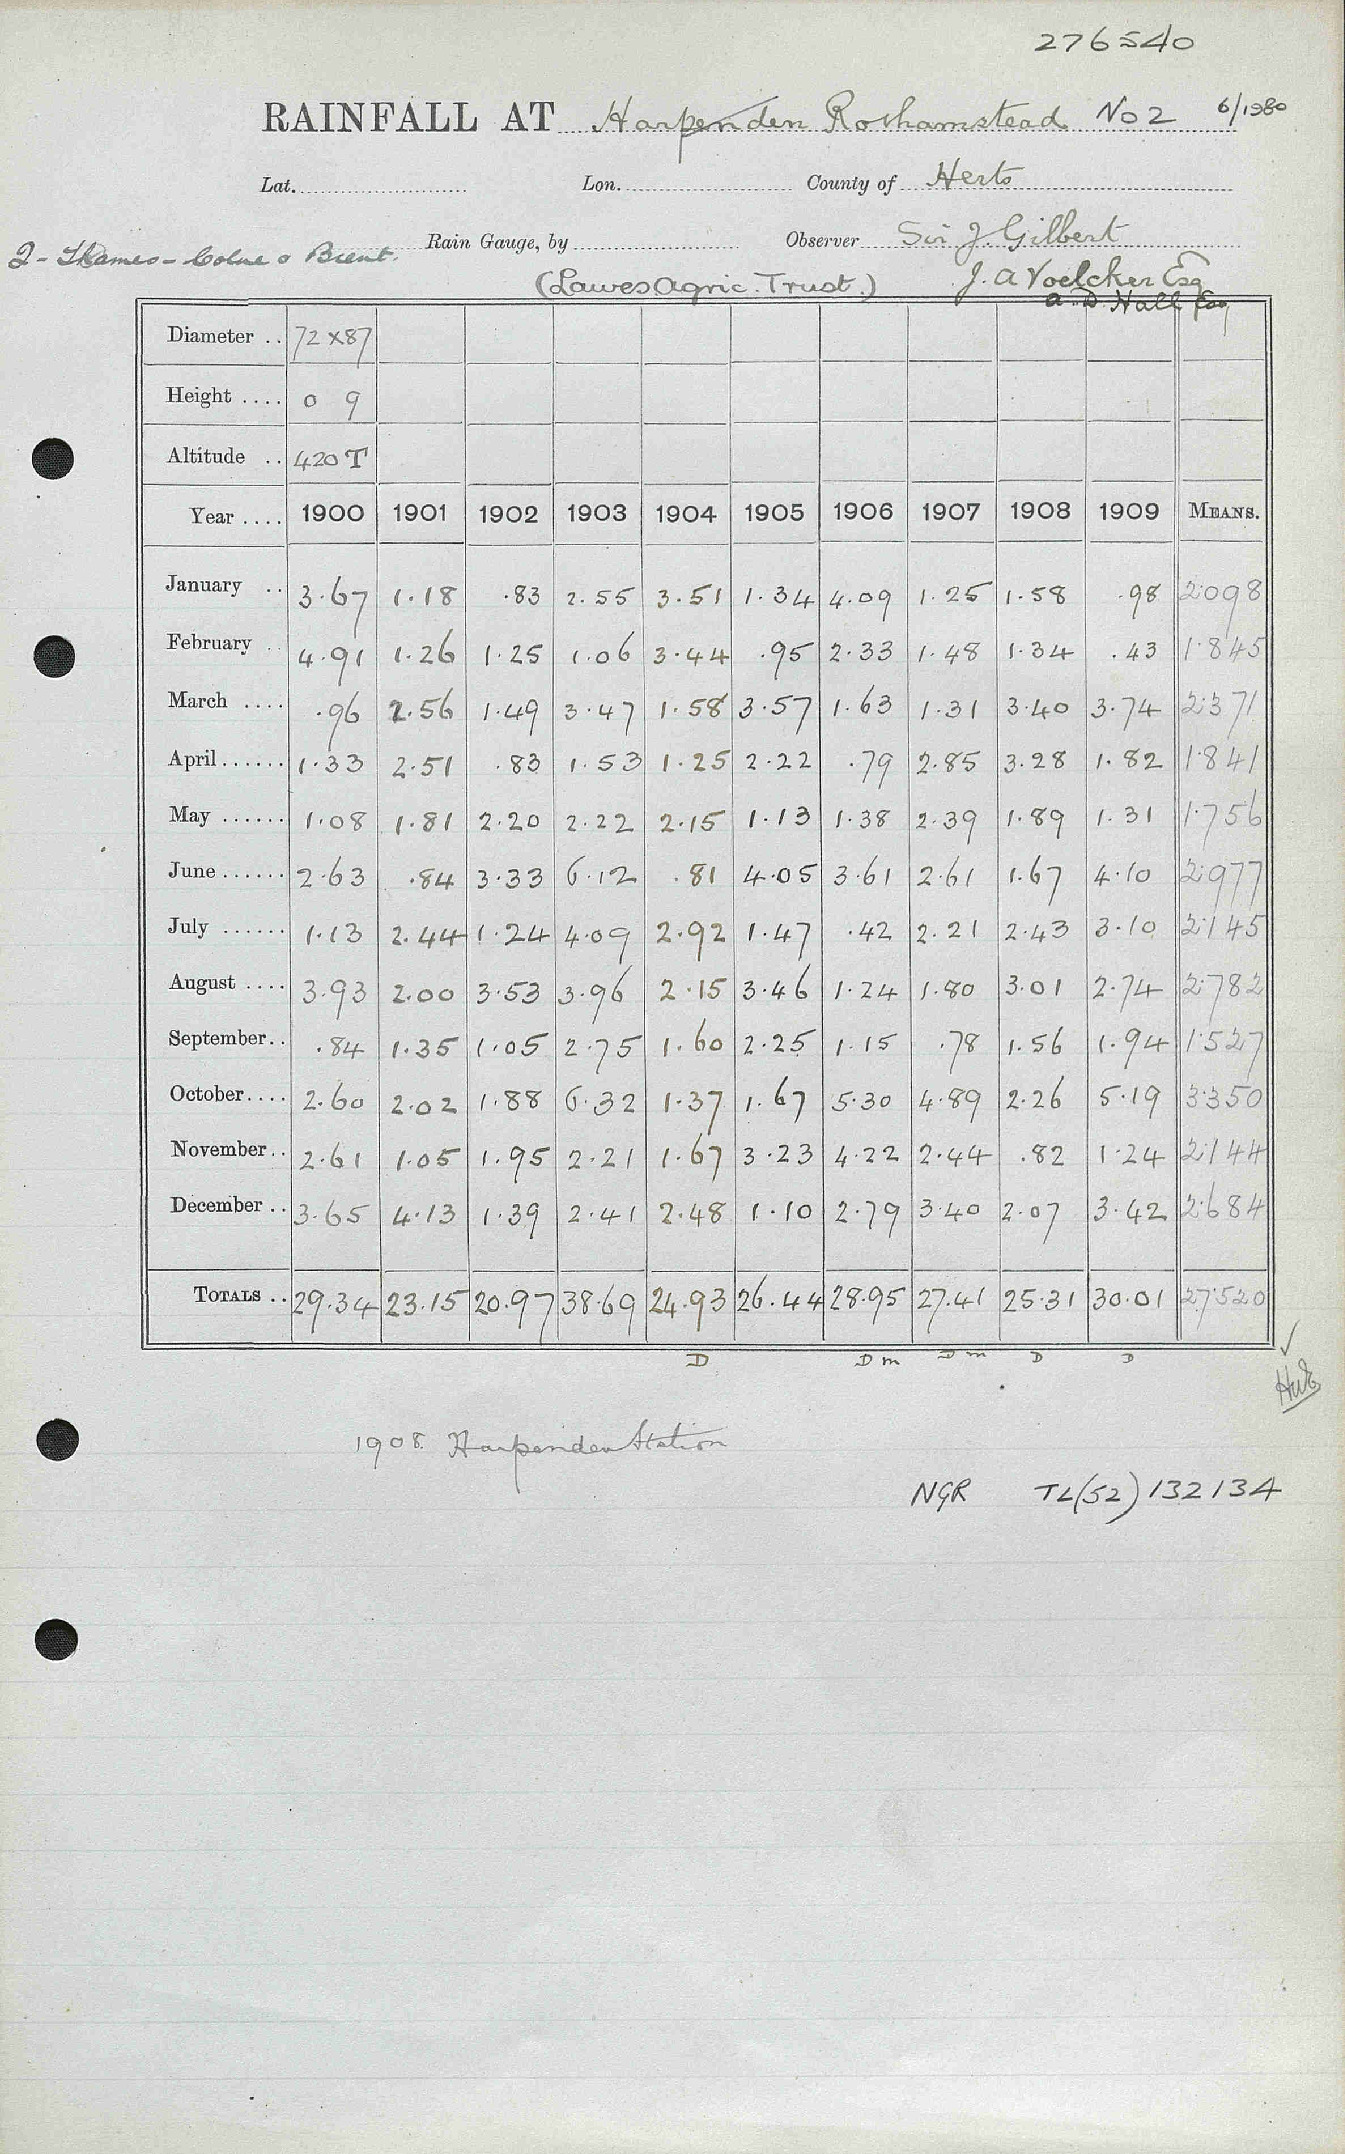 276540
RAINFALL AT Harpenden Rothamstead No 2 6/1980
Lat. Lon. County of Herts
2 - Thames - Colne & Brent. Rain Gauge, by Observer Sir J. Gilbert
(Lawes Agric. Trust.) J. A Voelcker Esq
A. D. Hall Esq
Diameter .. 72 x 87
Height .... 0 9
Altitude .. 420 T
Year .... 1900 1901 1902 1903 1904 1905 1906 1907 1908 1909 MEANS.
January .. 3.67 1.18 .83 2.55 3.51 1.34 4.09 1.25 1.58 .98 2.098
February .. 4.91 1.26 1.25 1.06 3.44 .95 2.33 1.48 1.34 .43 1.845
March .... .96 2.56 1.49 3.47 1.58 3.57 1.63 1.31 3.40 3.74 2.371
April...... 1.33 2.51 .83 1.53 1.25 2.22 .79 2.85 3.28 1.82 1.841
May ...... 1.08 1.81 2.20 2.22 2.15 1.13 1.38 2.39 1.89 1.31 1.756
June...... 2.63 .84 3.33 6.12 .81 4.05 3.61 2.61 1.67 4.10 2.977
July ...... 1.13 2.44 1.24 4.09 2.92 1.47 .42 2.21 2.43 3.10 2.145
August .... 3.93 2.00 3.53 3.96 2.15 3.46 1.24 1.80 3.01 2.74 2.782
September.. .84 1.35 1.05 2.75 1.60 2.25 1.15 .78 1.56 1.94 1.527
October.... 2.60 2.02 1.88 6.32 1.37 1.67 5.30 4.89 2.26 5.19 3.350
November.. 2.61 1.05 1.95 2.21 1.67 3.23 4.22 2.44 .82 1.24 2.144
December .. 3.65 4.13 1.39 2.41 2.48 1.10 2.79 3.40 2.07 3.42 2.684
TOTALS .. 29.34 23.15 20.97 38.69 24.93 26.44 28.95 27.41 25.31 30.01 27.520
D D m D m D D
1908. Harpenden Station
NGR TL(52) 132134